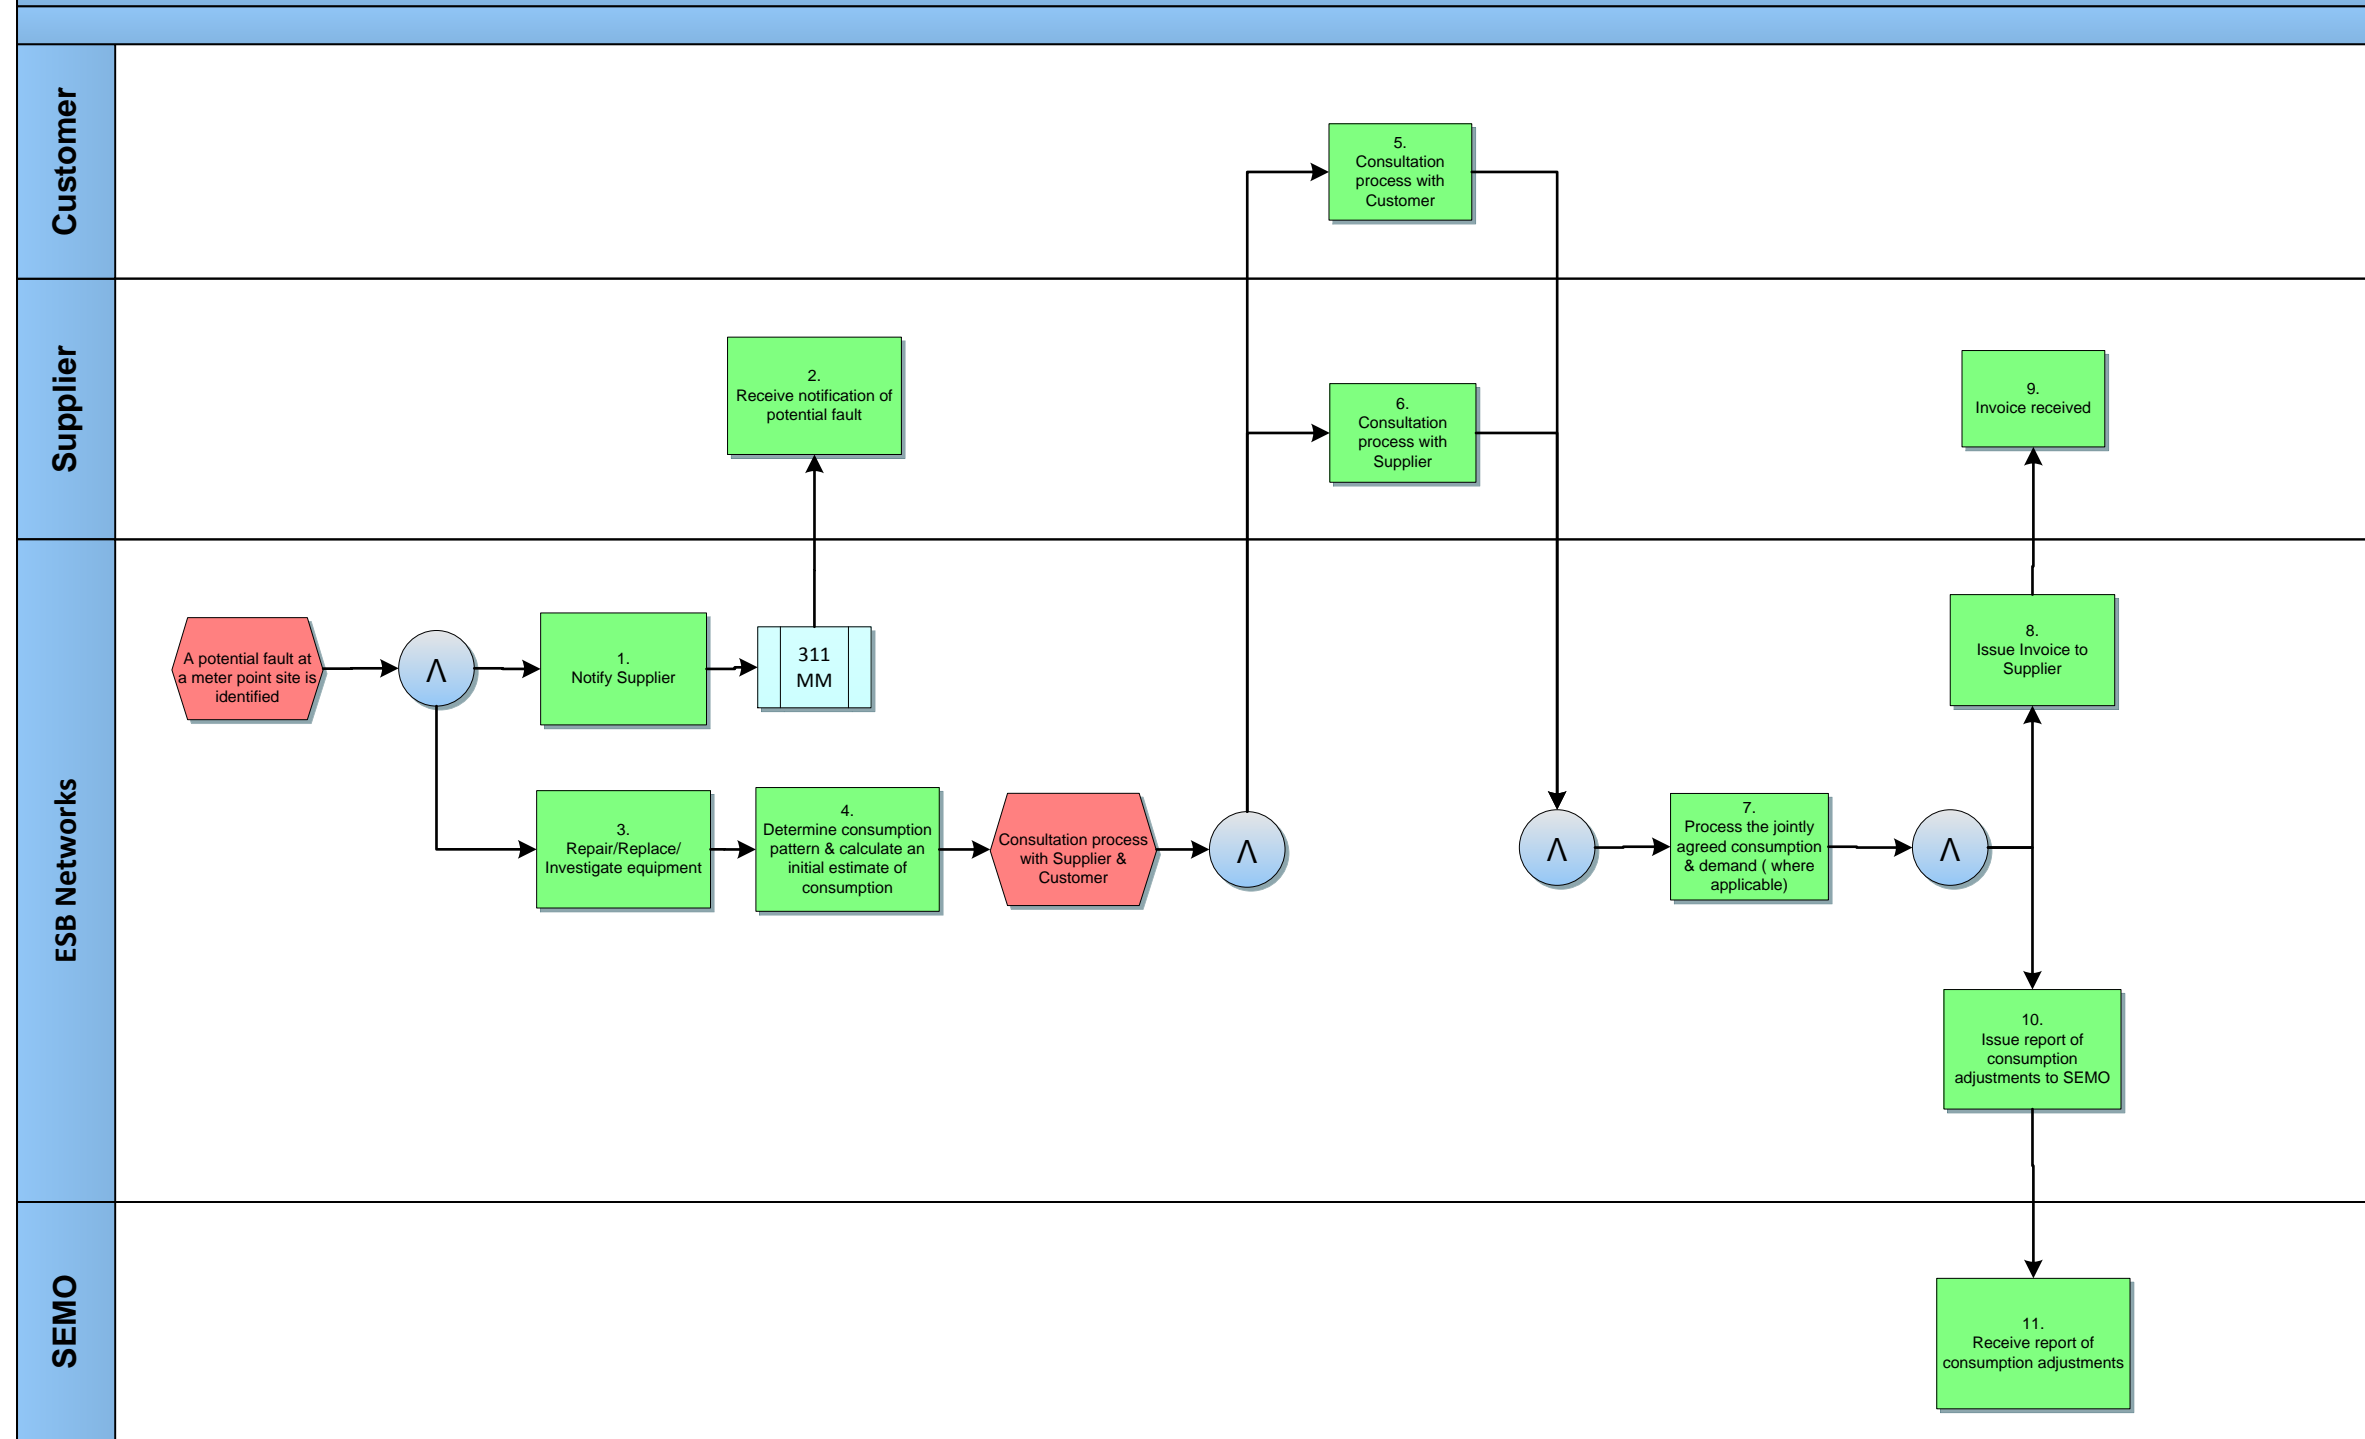 Customer
5.
Consultation
process with
Customer
Supplier
2.
Receive notification of
potential fault
6.
Consultation
process with
Supplier
9.
Invoice received
ESB Networks
A potential fault at
a meter point site is
identified
Λ
1.
Notify Supplier
311
MM
3.
Repair/Replace/
Investigate equipment
4.
Determine consumption
pattern & calculate an
initial estimate of
consumption
Consultation process
with Supplier &
Customer
Λ
Λ
7.
Process the jointly
agreed consumption
& demand ( where
applicable)
Λ
8.
Issue Invoice to
Supplier
10.
Issue report of
consumption
adjustments to SEMO
SEMO
11.
Receive report of
consumption adjustments